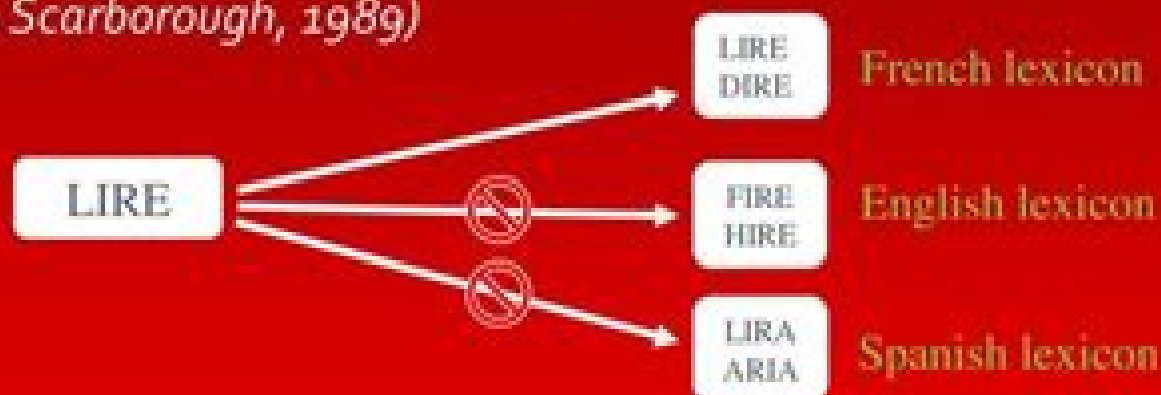 Scarborough, 1989)
LIRE
LIRE
DIRE
French lexicon
FIRE
HIRE
English lexicon
LIRA
ARIA
Spanish lexicon